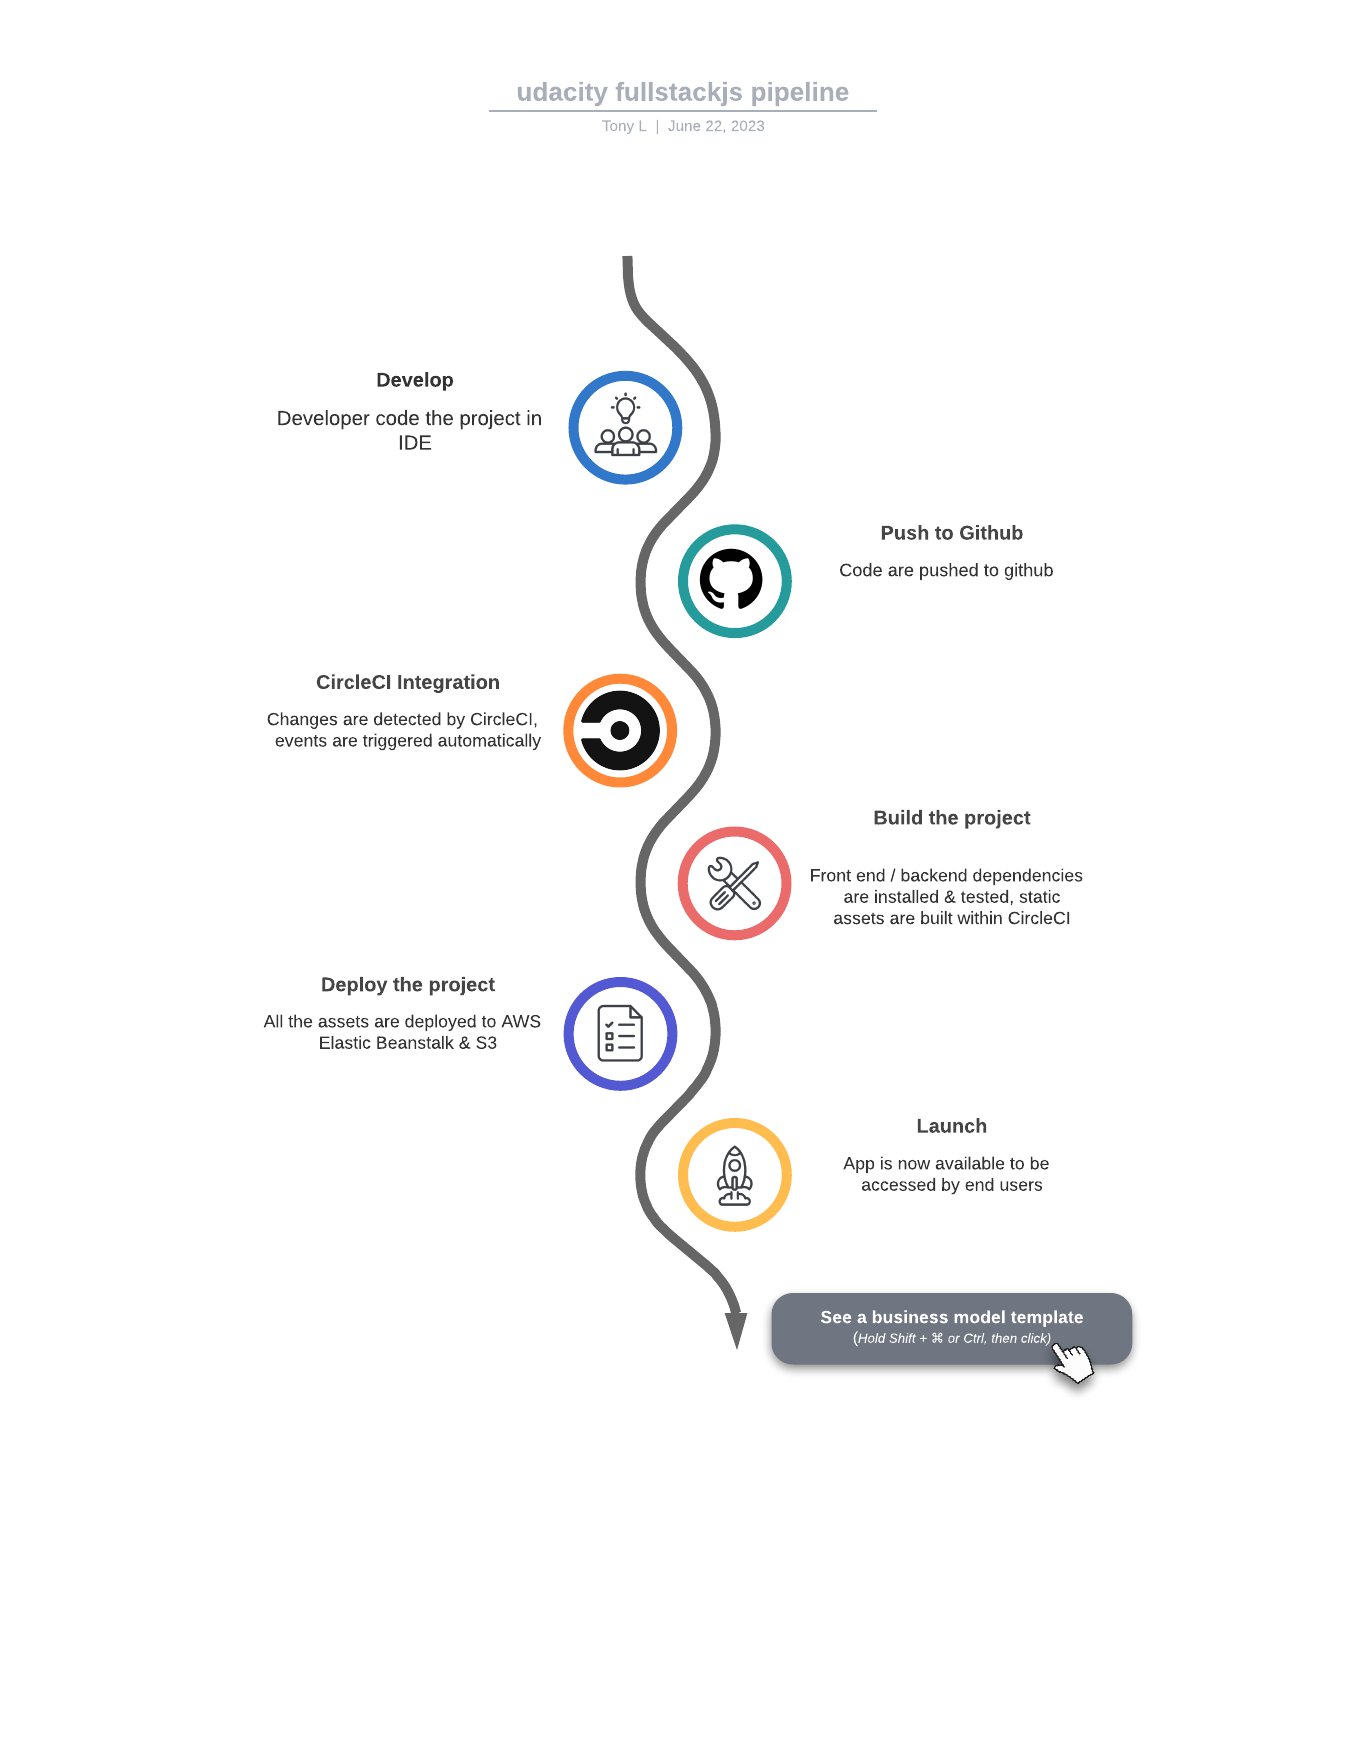 udacity fullstackjs pipeline
Tony L | June 22, 2023
Develop
Developer code the project in
IDE
Push to Github
Code are pushed to github
CircleCI Integration
Changes are detected by CircleCI,
events are triggered automatically
Build the project
Front end / backend dependencies
are installed & tested, static
assets are built within CircleCI
Deploy the project
All the assets are deployed to AWS
Elastic Beanstalk & S3
Launch
App is now available to be
accessed by end users
See a business model template
(Hold Shift + ⌘ or Ctrl, then click)